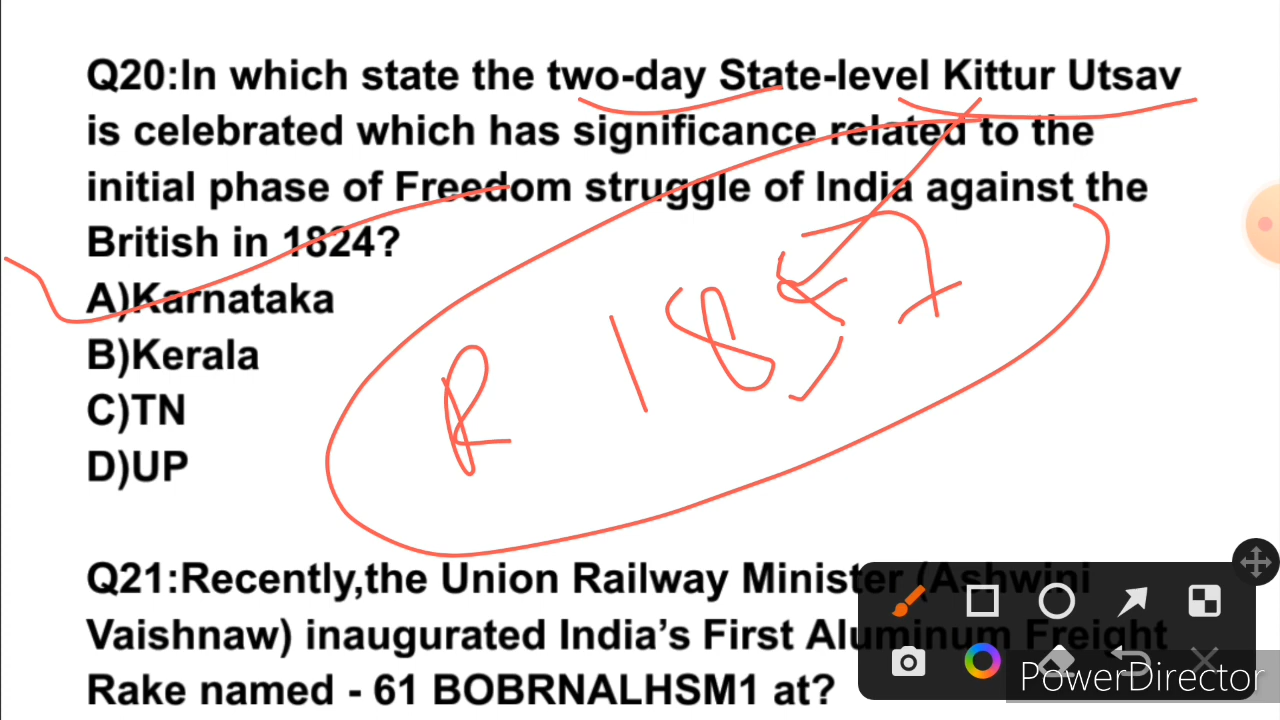 Q20:In which state the two-day State-level Kittur Utsav
is celebrated which has significance related to the
initial phase of Freedom struggle of India against the
British in 1824?
A)Karnataka
B)Kerala
C)TN
D)UP
R 1857
Q21:Recently,the Union Railway Minister (Ashwini
Vaishnaw) inaugurated India's First Aluminum Freight
Rake named - 61 BOBRNALHSM1 at?
PowerDirector